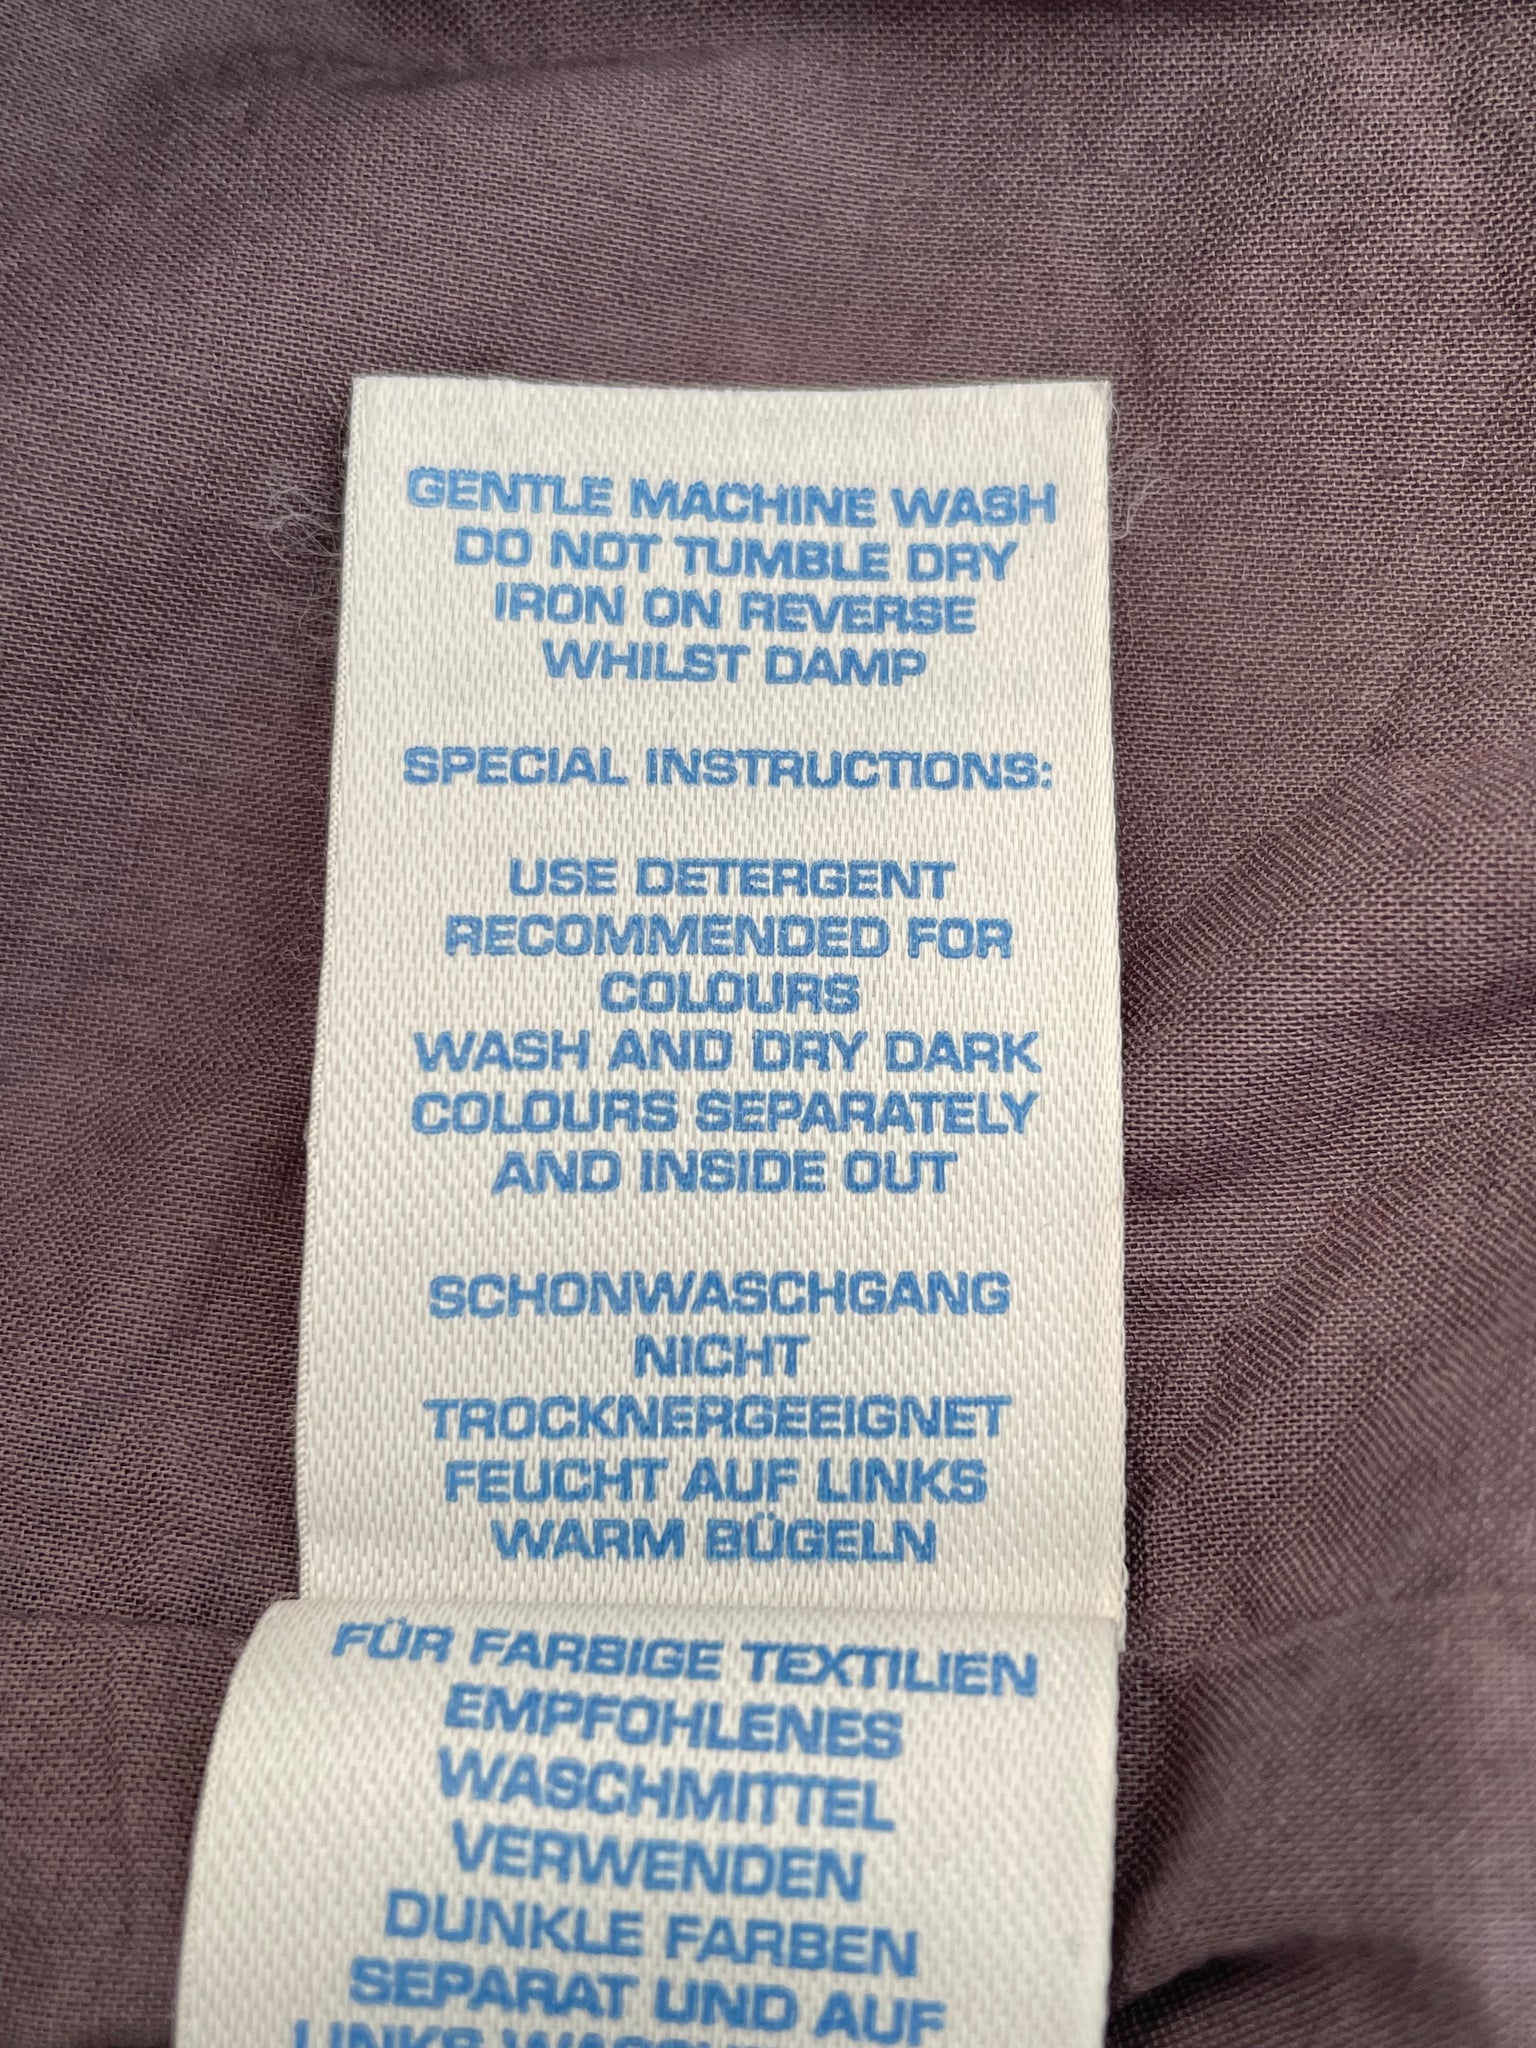 GENTLE MACHINE WASH
DO NOT TUMBLE DRY
IRON ON REVERSE
WHILST DAMP
SPECIAL INSTRUCTIONS:
USE DETERGENT
RECOMMENDED FOR
COLOURS
WASH AND DRY DARK
COLOURS SEPARATELY
AND INSIDE OUT
SCHONWASCHGANG
NICHT
TROCKNERGEEIGNET
FEUCHT AUF LINKS
WARM BÜGELN
FÜR FARBIGE TEXTILIEN
EMPFOHLENES
WASCHMITTEL
VERWENDEN
DUNKLE FARBEN
SEPARAT UND AUF
LINKS